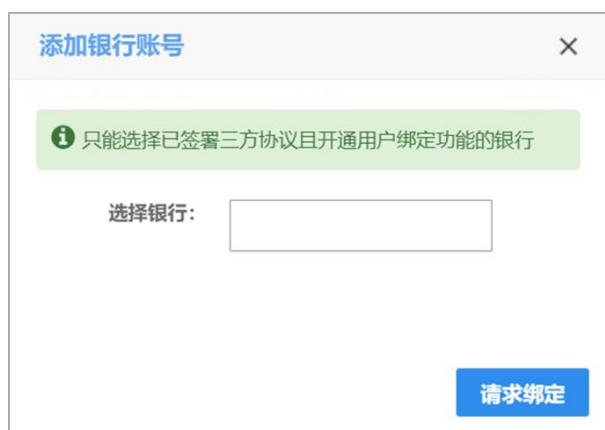 添加银行账号
只能选择已签署三方协议且开通用户绑定功能的银行
选择银行：
请求绑定